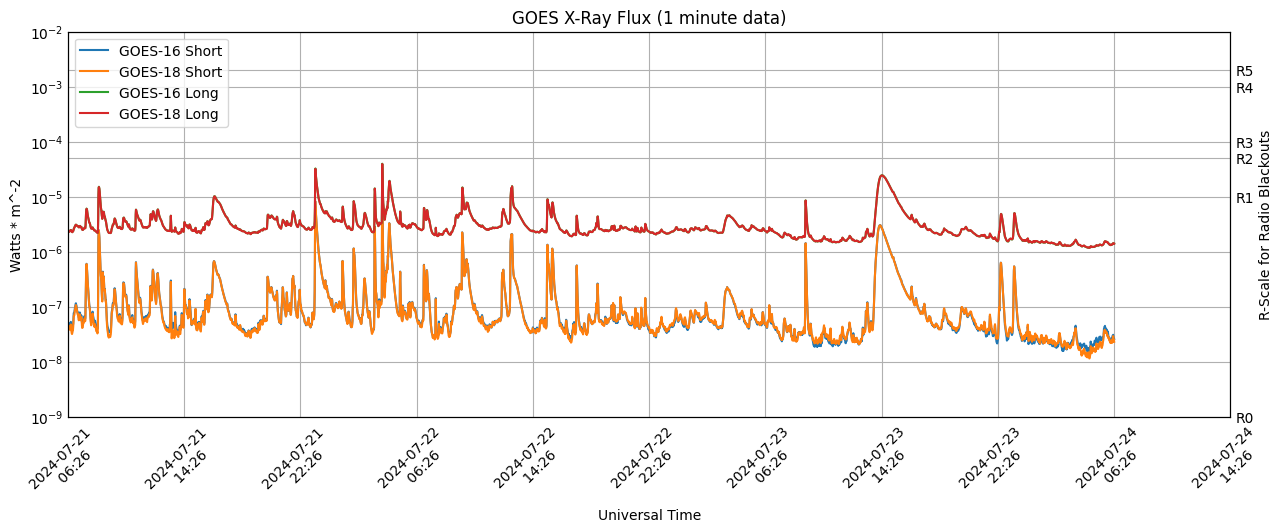 GOES X-Ray Flux (1 minute data)
GOES-16 Short
GOES-18 Short
GOES-16 Long
GOES-18 Long
10^-2
10^-3
10^-4
10^-5
10^-6
10^-7
10^-8
10^-9
Watts * m^-2
R5
R4
R3
R2
R1
R0
R-Scale for Radio Blackouts
2024-07-21
06:26
2024-07-21
14:26
2024-07-21
22:26
2024-07-22
06:26
2024-07-22
14:26
2024-07-22
22:26
2024-07-23
06:26
2024-07-23
14:26
2024-07-23
22:26
2024-07-24
06:26
2024-07-24
14:26
Universal Time